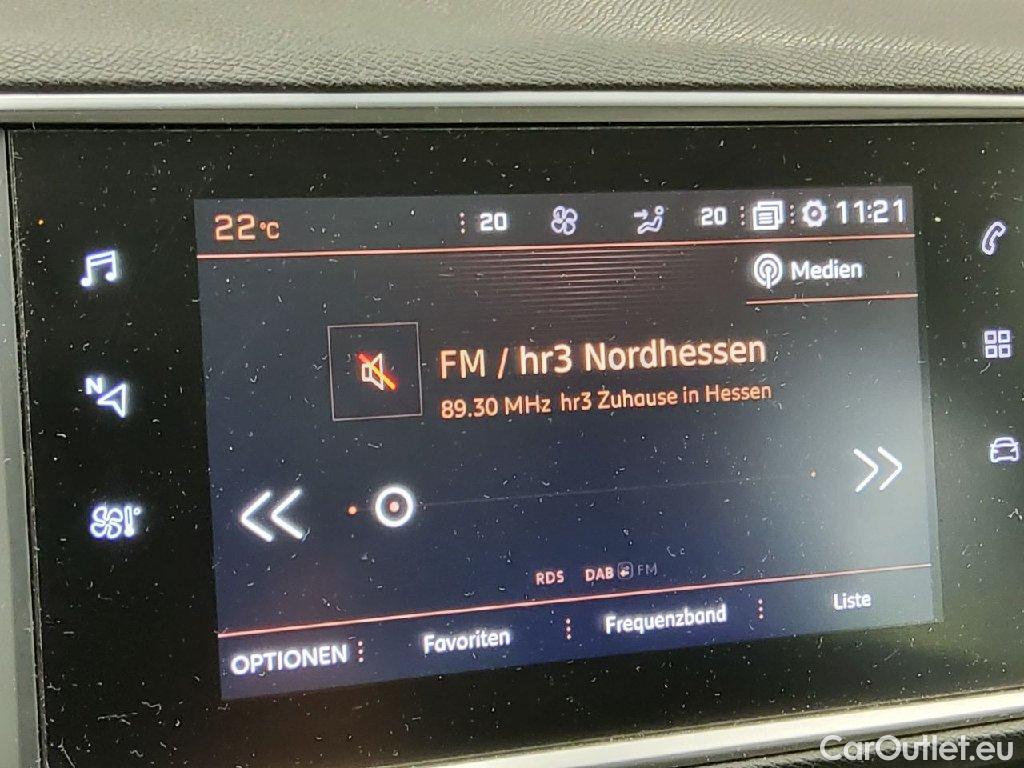 22°C 20 20 11:21
Medien
FM / hr3 Nordhessen
89.30 MHz hr3 Zuhause in Hessen
N
RDS DAB FM
OPTIONEN Favoriten Frequenzband Liste
CarOutlet.eu